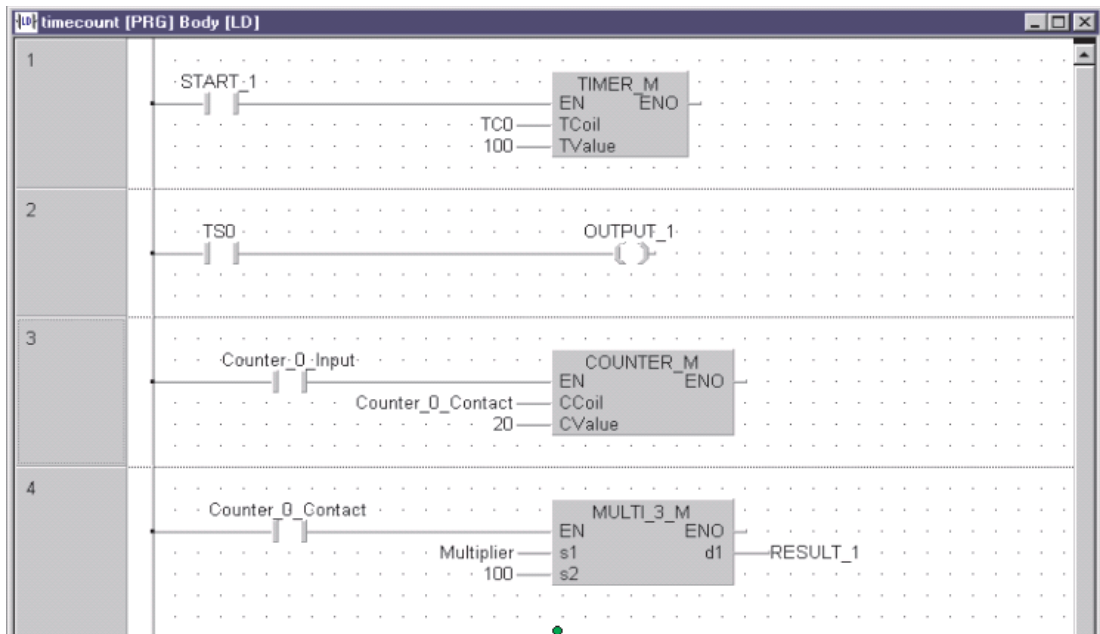 timecount [PRG] Body [LD]
1
START_1
TIMER_M
EN ENO
TC0 TCoil
100 TValue
2
TS0 OUTPUT_1
3
Counter_0_Input
COUNTER_M
EN ENO
Counter_0_Contact CCoil
20 CValue
4
Counter_0_Contact
MULTI_3_M
EN ENO
Multiplier s1 d1 RESULT_1
100 s2